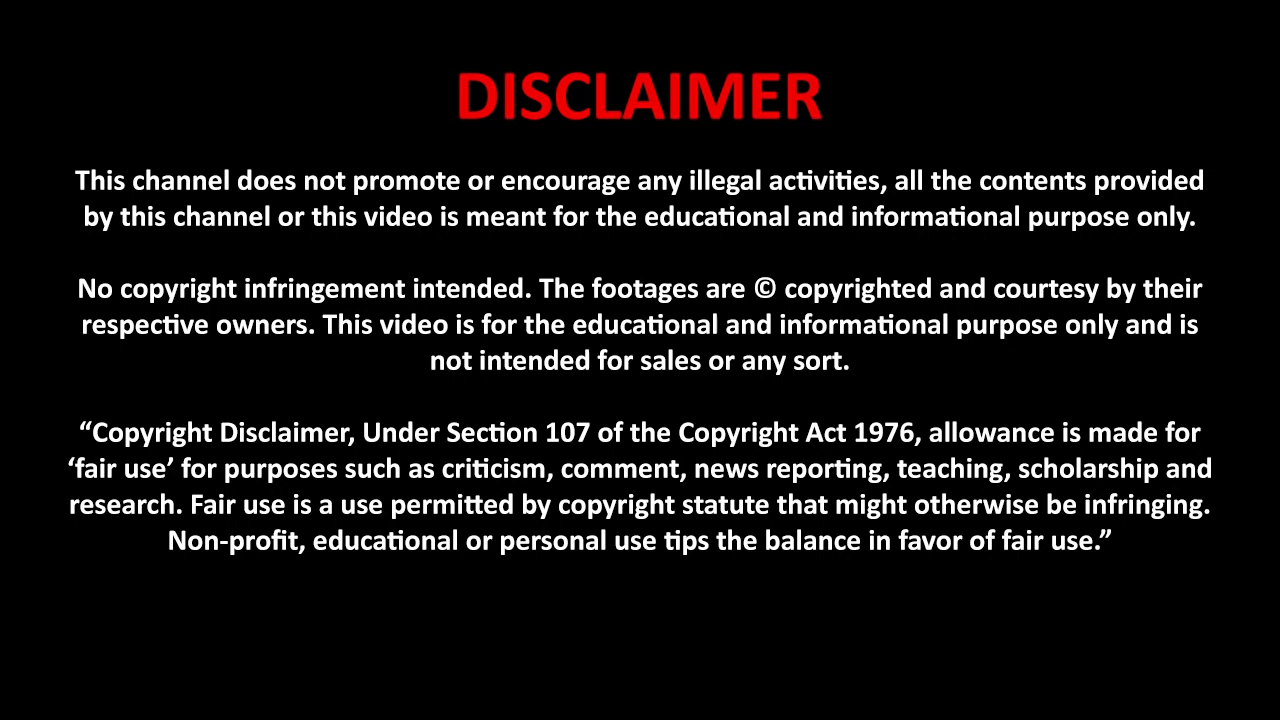 DISCLAIMER
This channel does not promote or encourage any illegal activities, all the contents provided
by this channel or this video is meant for the educational and informational purpose only.
No copyright infringement intended. The footages are © copyrighted and courtesy by their
respective owners. This video is for the educational and informational purpose only and is
not intended for sales or any sort.
“Copyright Disclaimer, Under Section 107 of the Copyright Act 1976, allowance is made for
‘fair use’ for purposes such as criticism, comment, news reporting, teaching, scholarship and
research. Fair use is a use permitted by copyright statute that might otherwise be infringing.
Non-profit, educational or personal use tips the balance in favor of fair use.”